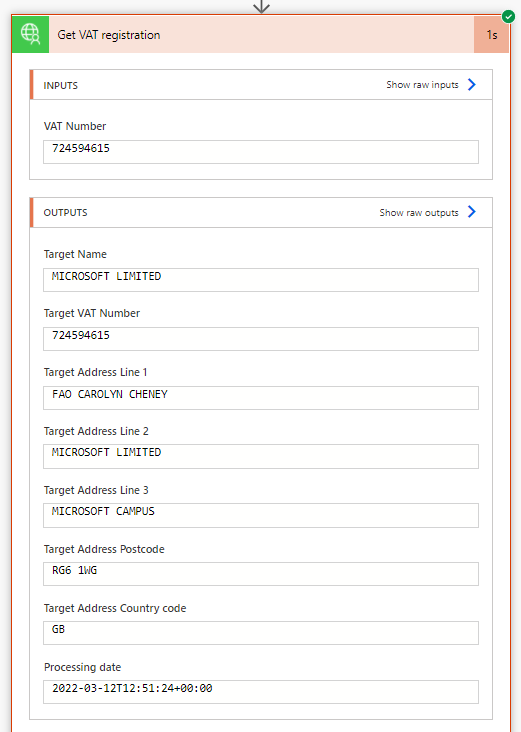 Get VAT registration
1s
INPUTS
Show raw inputs
VAT Number
724594615
OUTPUTS
Show raw outputs
Target Name
MICROSOFT LIMITED
Target VAT Number
724594615
Target Address Line 1
FAO CAROLYN CHENEY
Target Address Line 2
MICROSOFT LIMITED
Target Address Line 3
MICROSOFT CAMPUS
Target Address Postcode
RG6 1WG
Target Address Country code
GB
Processing date
2022-03-12T12:51:24+00:00